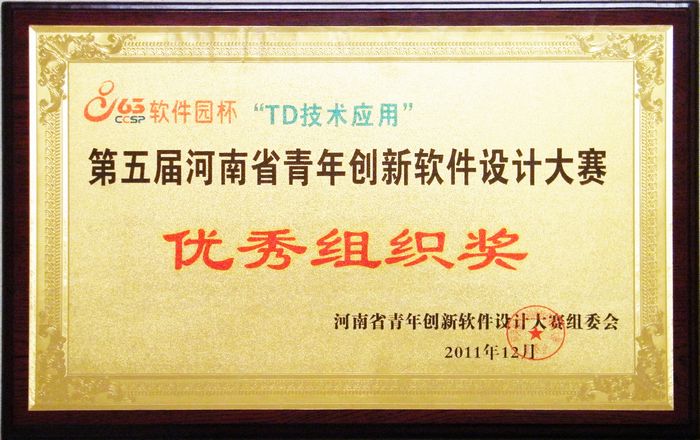 863 CCSP 软件园杯 “TD技术应用”
第五届河南省青年创新软件设计大赛
优秀组织奖
河南省青年创新软件设计大赛组委会
2011年12月